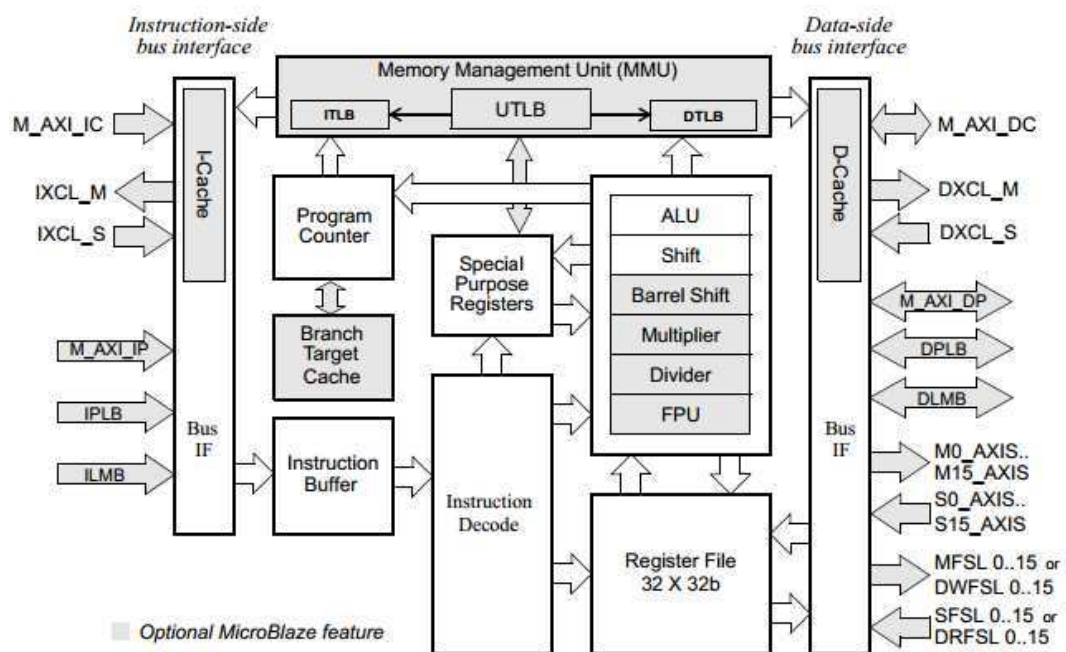 Instruction-side
bus interface
Data-side
bus interface
Memory Management Unit (MMU)
ITLB
UTLB
DTLB
M_AXI_IC
IXCL_M
IXCL_S
I-Cache
M_AXI_IP
IPLB
ILMB
Bus
IF
Program
Counter
Branch
Target
Cache
Instruction
Buffer
Special
Purpose
Registers
Instruction
Decode
ALU
Shift
Barrel Shift
Multiplier
Divider
FPU
Register File
32 X 32b
D-Cache
Bus
IF
M_AXI_DC
DXCL_M
DXCL_S
M_AXI_DP
DPLB
DLMB
M0_AXIS..
M15_AXIS
S0_AXIS..
S15_AXIS
MFSL 0..15 or
DWFSL 0..15
SFSL 0..15 or
DRFSL 0..15
Optional MicroBlaze feature